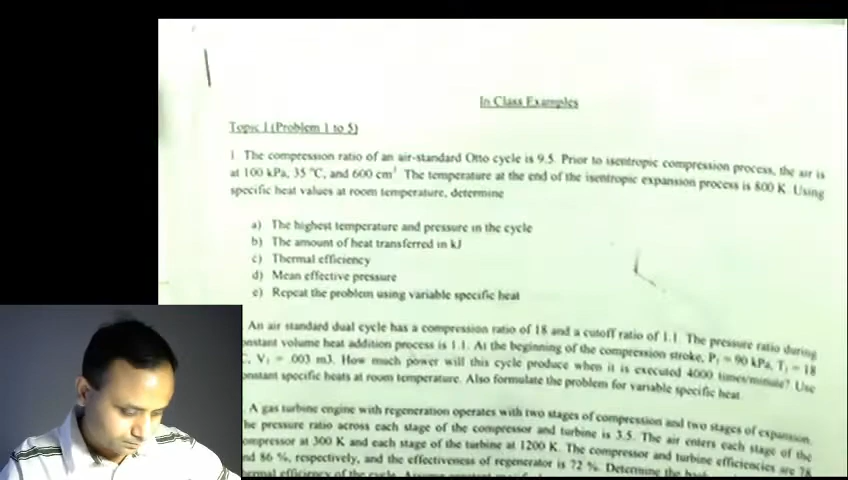 In Class Examples
Topic 1 (Problem 1 to 5)
1 The compression ratio of an air-standard Otto cycle is 9.5. Prior to isentropic compression process, the air is
at 100 kPa, 35 °C, and 600 cm³ The temperature at the end of the isentropic expansion process is 800 K. Using
specific heat values at room temperature, determine
a) The highest temperature and pressure in the cycle
b) The amount of heat transferred in kJ
c) Thermal efficiency
d) Mean effective pressure
e) Repeat the problem using variable specific heat
An air standard dual cycle has a compression ratio of 18 and a cutoff ratio of 1.1. The pressure ratio during
onstant volume heat addition process is 1.1. At the beginning of the compression stroke, P₁ = 90 kPa, T₁ = 18
C, V₁ = .003 m3. How much power will this cycle produce when it is executed 4000 times/minute? Use
onstant specific heats at room temperature. Also formulate the problem for variable specific heat
A gas turbine engine with regeneration operates with two stages of compression and two stages of expansion.
he pressure ratio across each stage of the compressor and turbine is 3.5. The air enters each stage of the
ompressor at 300 K and each stage of the turbine at 1200 K. The compressor and turbine efficiencies are 78
nd 86 %, respectively, and the effectiveness of regenerator is 72 %. Determine the
hermal efficiency of the cycle.